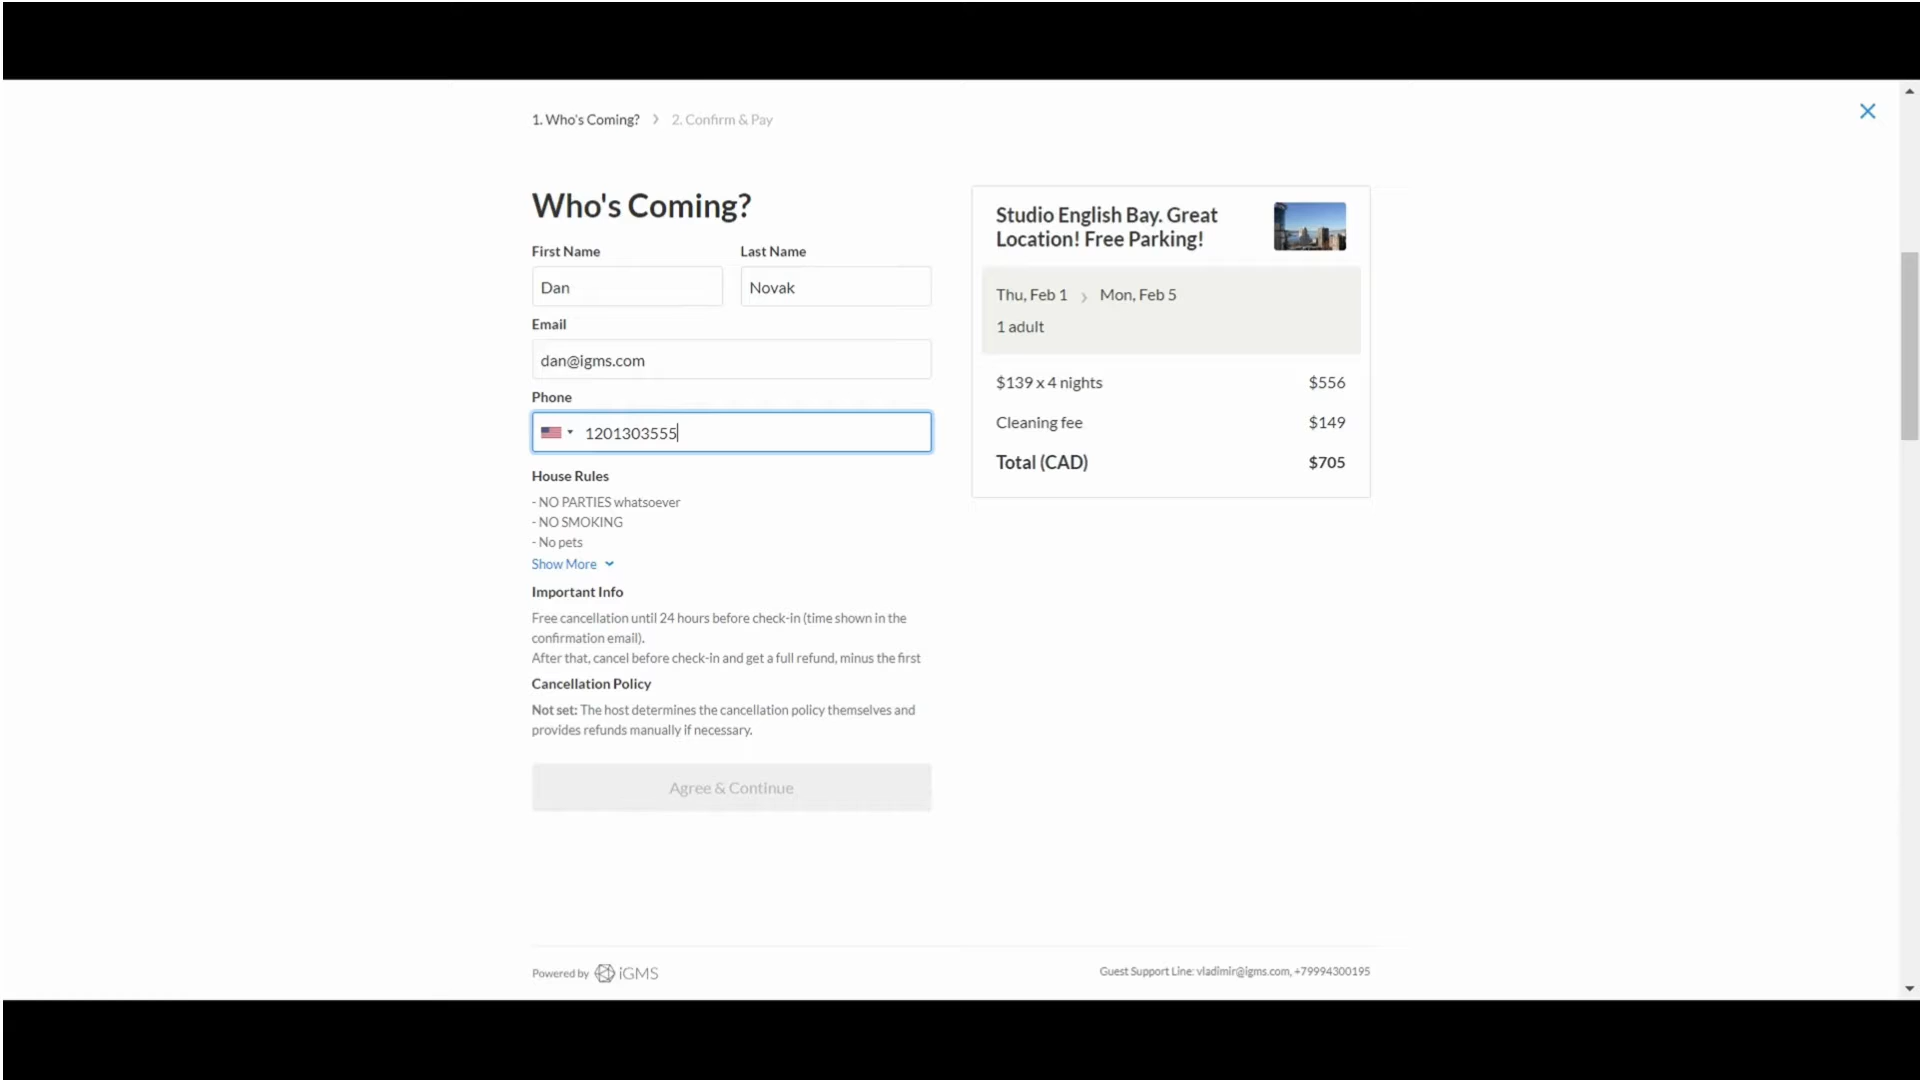 1. Who's Coming? > 2. Confirm & Pay
Who's Coming?
First Name
Last Name
Dan
Novak
Email
dan@igms.com
Phone
1201303555
House Rules
- NO PARTIES whatsoever
- NO SMOKING
- No pets
Show More
Important Info
Free cancellation until 24 hours before check-in (time shown in the
confirmation email).
After that, cancel before check-in and get a full refund, minus the first
Cancellation Policy
Not set: The host determines the cancellation policy themselves and
provides refunds manually if necessary.
Agree & Continue
Studio English Bay. Great
Location! Free Parking!
Thu, Feb 1 > Mon, Feb 5
1 adult
$139 x 4 nights $556
Cleaning fee $149
Total (CAD) $705
Powered by iGMS
Guest Support Line: vladimir@igms.com, +79994300195